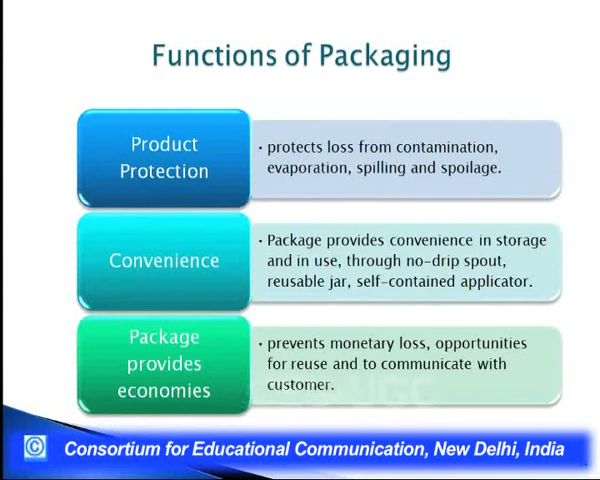 Functions of Packaging
Product
Protection
• protects loss from contamination,
evaporation, spilling and spoilage.
Convenience
• Package provides convenience in storage
and in use, through no-drip spout,
reusable jar, self-contained applicator.
Package
provides
economies
• prevents monetary loss, opportunities
for reuse and to communicate with
customer.
© Consortium for Educational Communication, New Delhi, India